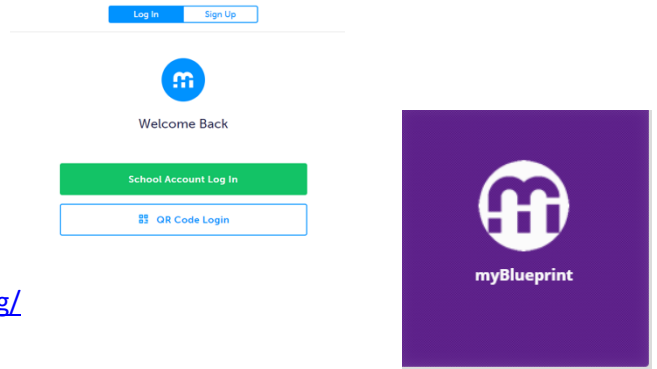 Log In
Sign Up
Welcome Back
School Account Log In
QR Code Login
g/
myBlueprint